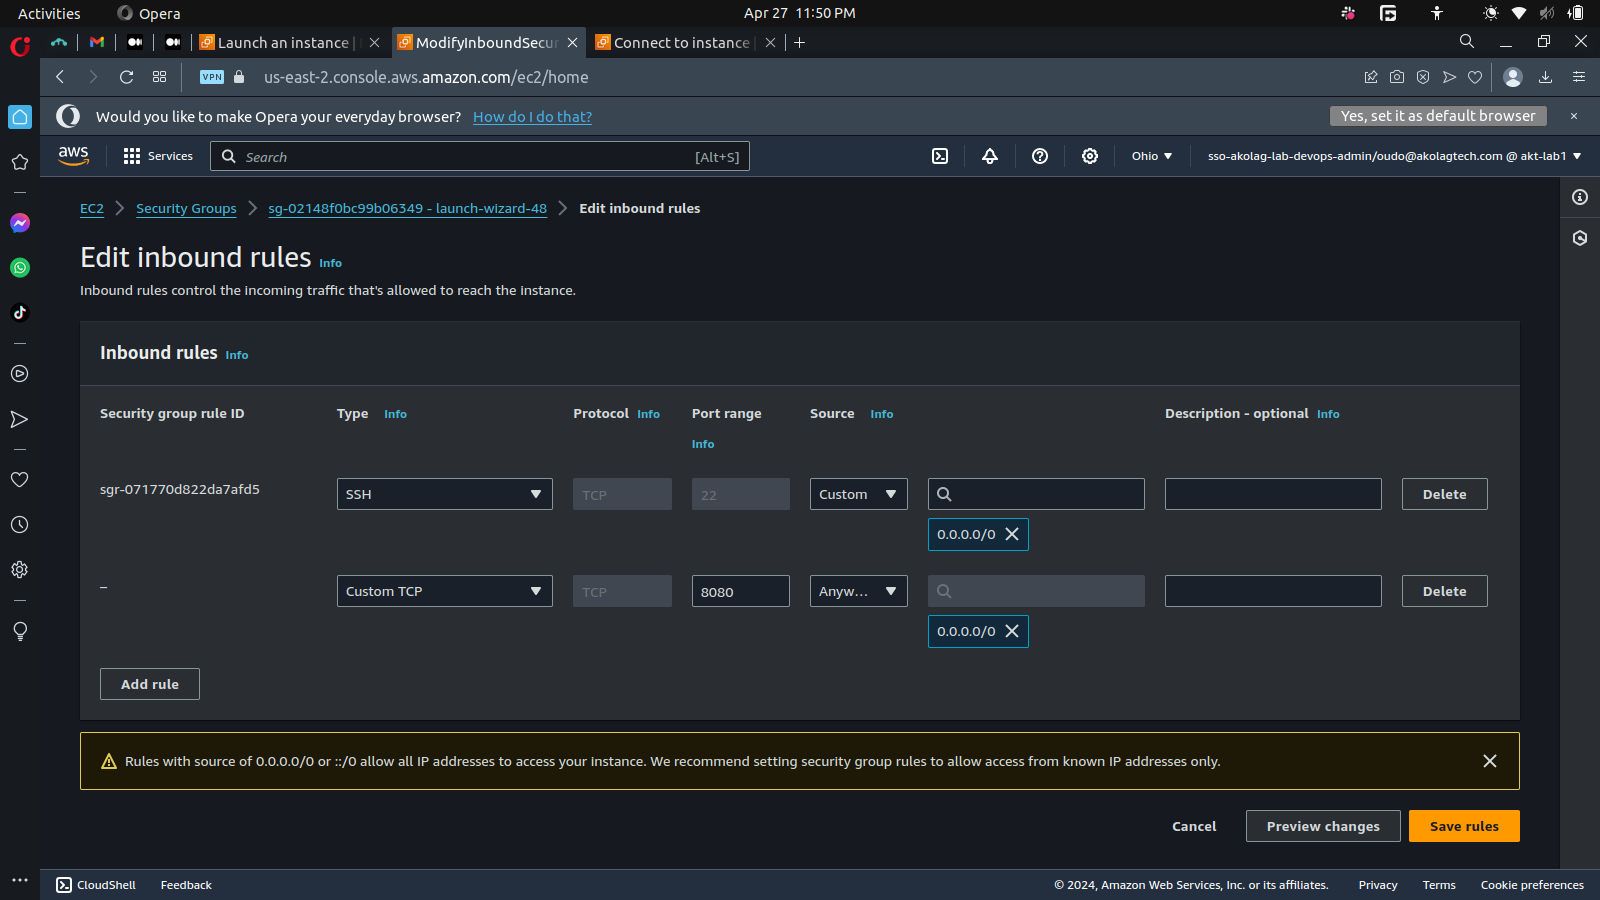 Activities Opera Apr 27 11:50 PM
Launch an instance | ModifyInboundSecur Connect to instance
VPN us-east-2.console.aws.amazon.com/ec2/home
Would you like to make Opera your everyday browser? How do I do that? Yes, set it as default browser
aws Services Search [Alt+S] Ohio sso-akolag-lab-devops-admin/oudo@akolagtech.com @ akt-lab1
EC2 Security Groups sg-02148f0bc99b06349 - launch-wizard-48 Edit inbound rules
Edit inbound rules Info
Inbound rules control the incoming traffic that's allowed to reach the instance.
Inbound rules Info
Security group rule ID Type Info Protocol Info Port range Source Info Description - optional Info
Info
sgr-071770d822da7afd5 SSH TCP 22 Custom Delete
0.0.0.0/0
– Custom TCP TCP 8080 Anyw... Delete
0.0.0.0/0
Add rule
Rules with source of 0.0.0.0/0 or ::/0 allow all IP addresses to access your instance. We recommend setting security group rules to allow access from known IP addresses only.
Cancel Preview changes Save rules
CloudShell Feedback © 2024, Amazon Web Services, Inc. or its affiliates. Privacy Terms Cookie preferences